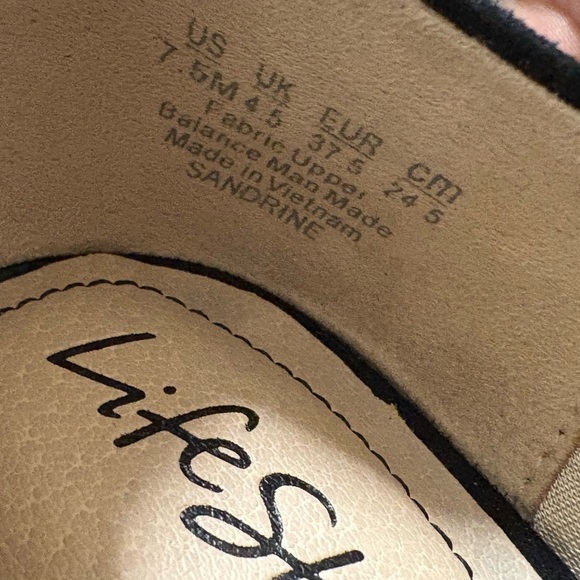 US UK EUR cm
7.5M 4.5 37.5 24.5
Fabric Upper
Balance Man Made
Made in Vietnam
SANDRINE
LifeSt